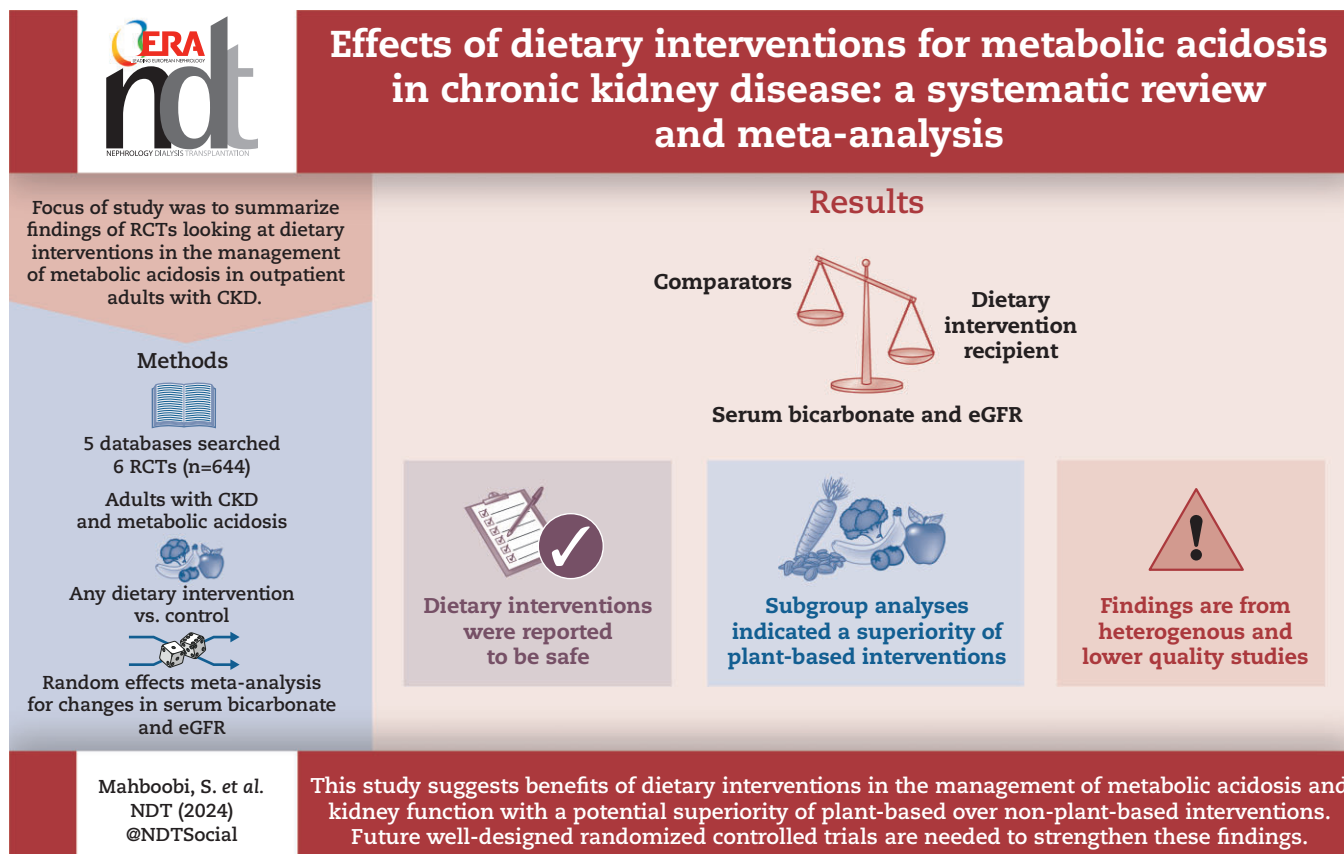 ERA
LEADING EUROPEAN NEPHROLOGY
ndt
NEPHROLOGY DIALYSIS TRANSPLANTATION
Effects of dietary interventions for metabolic acidosis
in chronic kidney disease: a systematic review
and meta-analysis
Focus of study was to summarize
findings of RCTs looking at dietary
interventions in the management
of metabolic acidosis in outpatient
adults with CKD.
Methods
5 databases searched
6 RCTs (n=644)
Adults with CKD
and metabolic acidosis
Any dietary intervention
vs. control
Random effects meta-analysis
for changes in serum bicarbonate
and eGFR
Results
Comparators
Dietary
intervention
recipient
Serum bicarbonate and eGFR
Dietary interventions
were reported
to be safe
Subgroup analyses
indicated a superiority of
plant-based interventions
!
Findings are from
heterogenous and
lower quality studies
Mahboobi, S. et al.
NDT (2024)
@NDTSocial
This study suggests benefits of dietary interventions in the management of metabolic acidosis and
kidney function with a potential superiority of plant-based over non-plant-based interventions.
Future well-designed randomized controlled trials are needed to strengthen these findings.